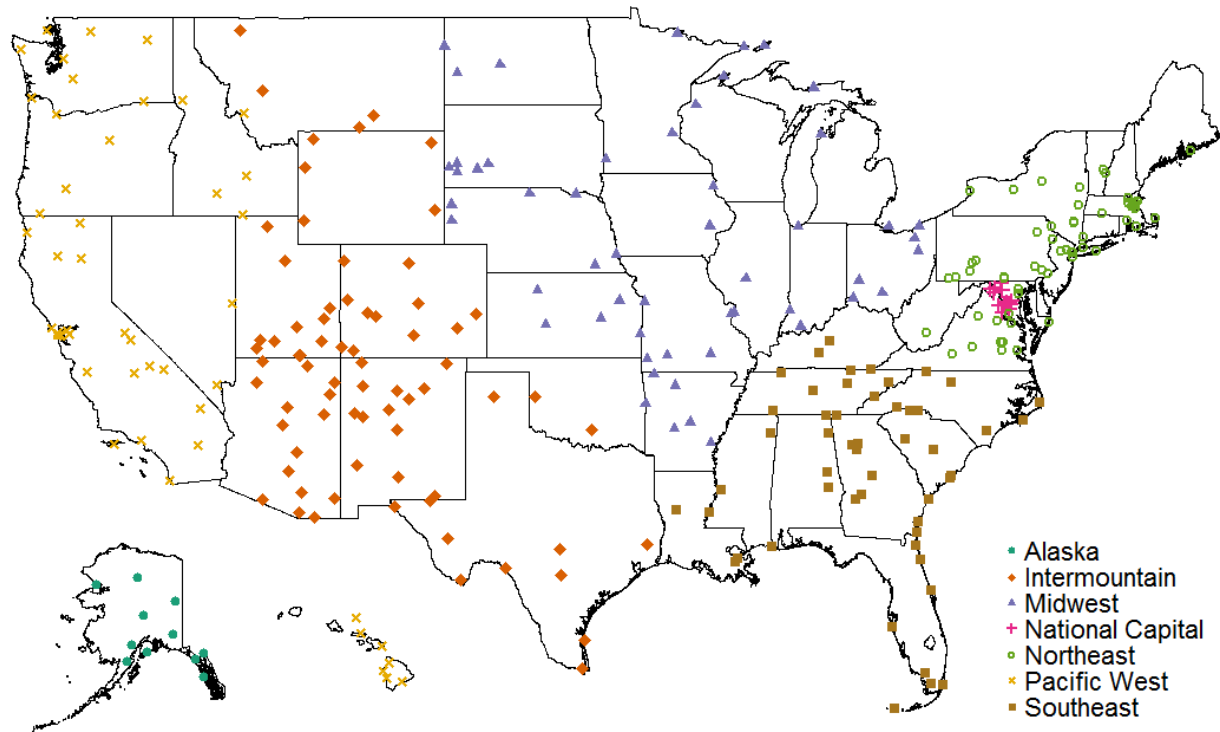 Alaska
Intermountain
Midwest
National Capital
Northeast
Pacific West
Southeast